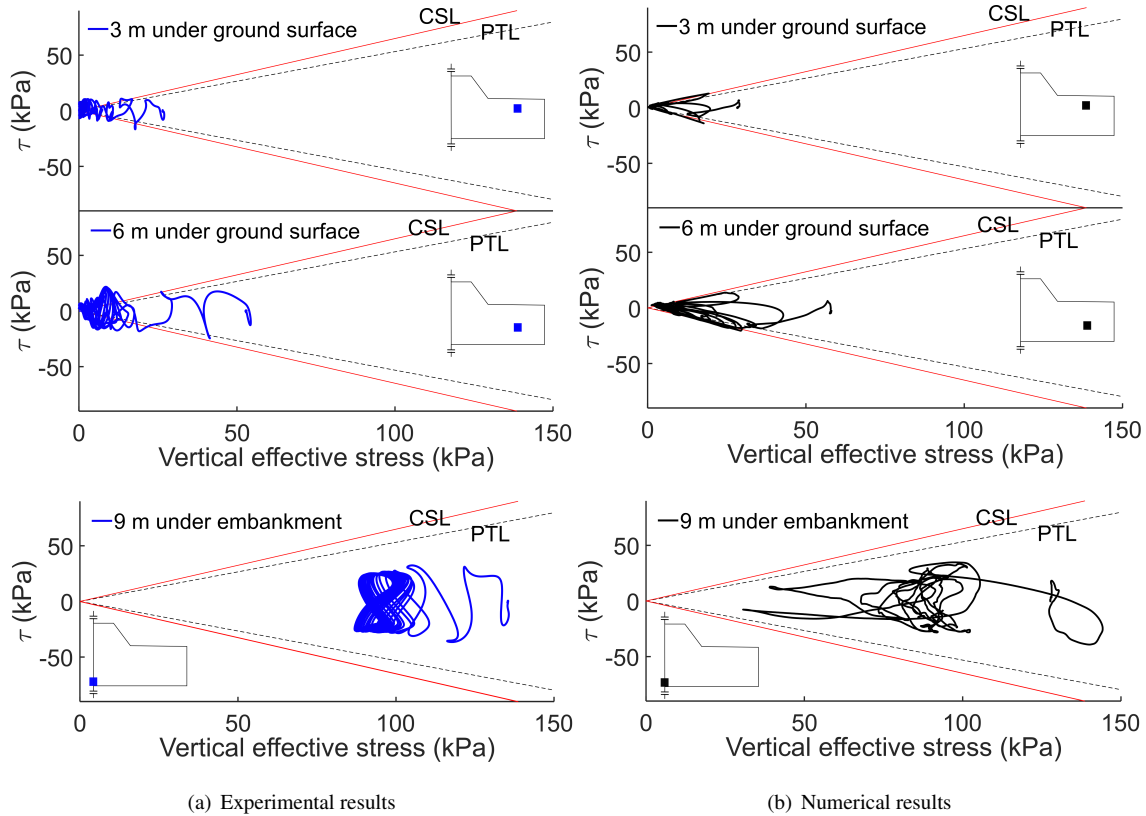 CSL
3 m under ground surface
PTL
50
0
-50
τ (kPa)
6 m under ground surface
CSL
PTL
50
0
-50
τ (kPa)
0 50 100 150
Vertical effective stress (kPa)
CSL
3 m under ground surface
PTL
50
0
-50
τ (kPa)
6 m under ground surface
CSL
PTL
50
0
-50
τ (kPa)
0 50 100 150
Vertical effective stress (kPa)
9 m under embankment
CSL
PTL
50
0
-50
τ (kPa)
0 50 100 150
Vertical effective stress (kPa)
9 m under embankment
CSL
PTL
50
0
-50
τ (kPa)
0 50 100 150
Vertical effective stress (kPa)
(a) Experimental results
(b) Numerical results